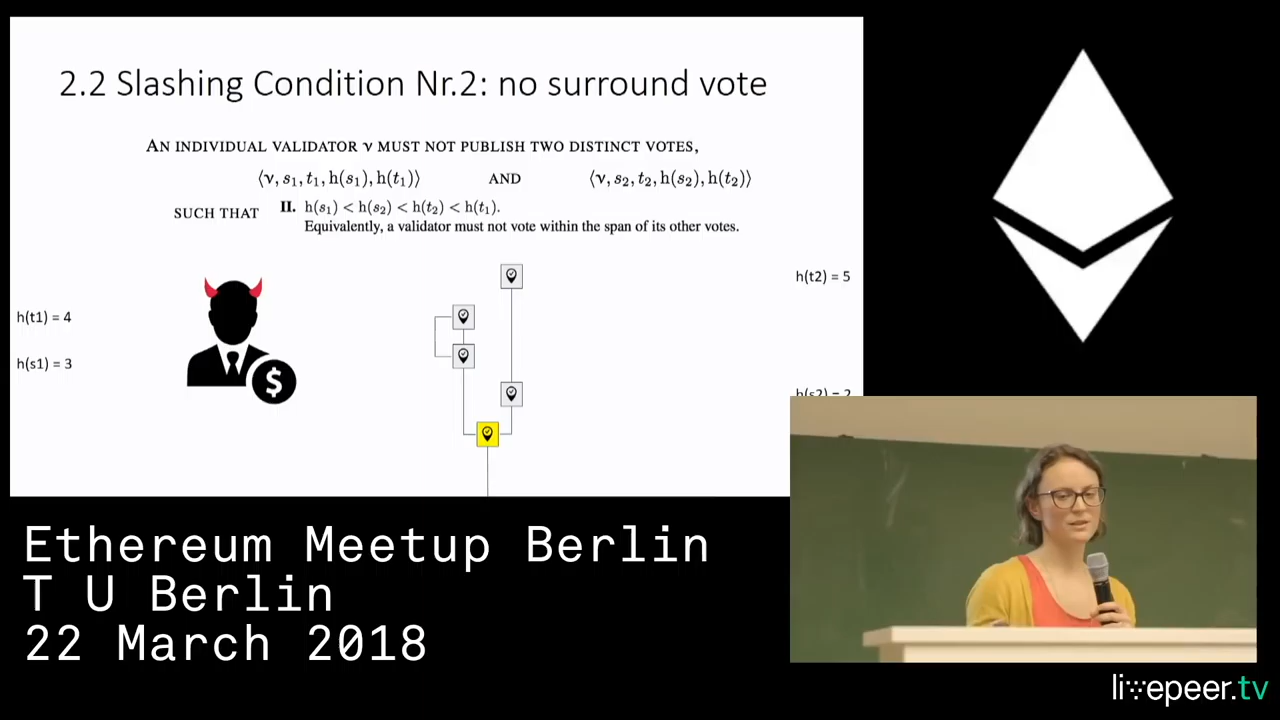 2.2 Slashing Condition Nr.2: no surround vote
AN INDIVIDUAL VALIDATOR ν MUST NOT PUBLISH TWO DISTINCT VOTES,
⟨ν, s₁, t₁, h(s₁), h(t₁)⟩ AND ⟨ν, s₂, t₂, h(s₂), h(t₂)⟩
SUCH THAT II. h(s₁) < h(s₂) < h(t₂) < h(t₁).
Equivalently, a validator must not vote within the span of its other votes.
h(t2) = 5
h(t1) = 4
h(s1) = 3
$
h(s2) = 2
Ethereum Meetup Berlin
T U Berlin
22 March 2018
livepeer.tv